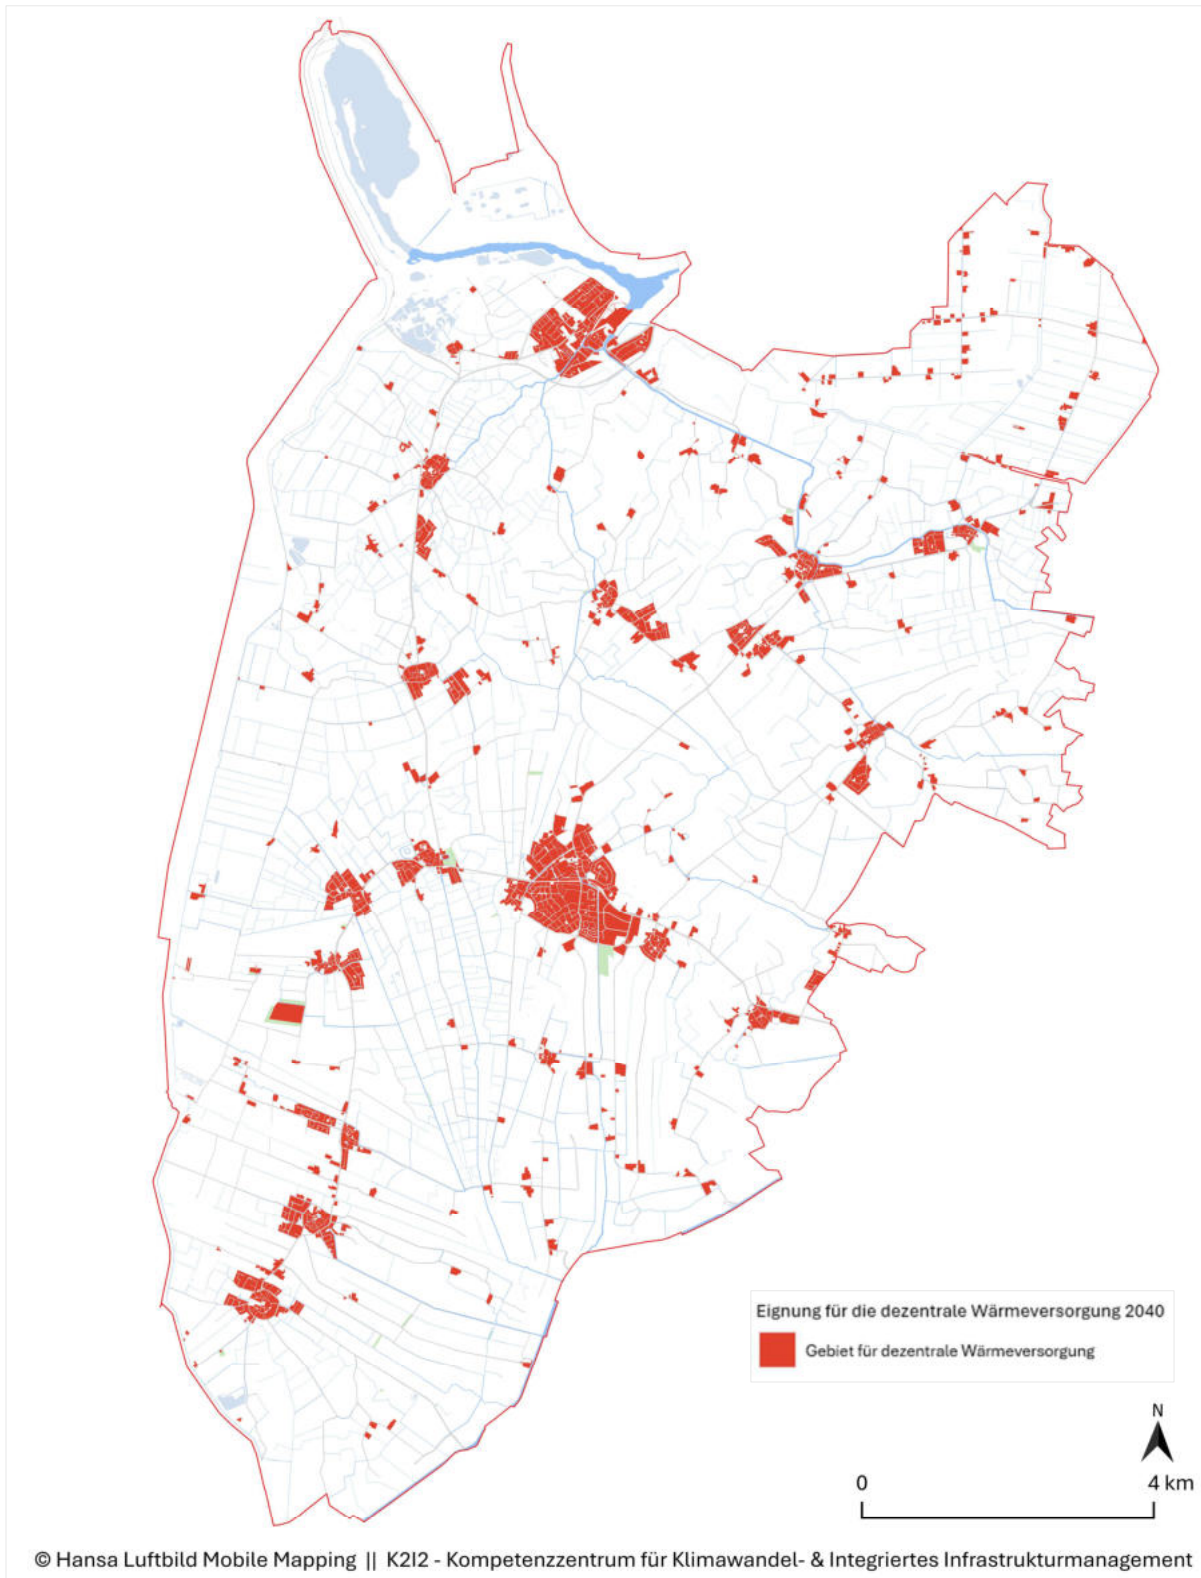 Eignung für die dezentrale Wärmeversorgung 2040
Gebiet für dezentrale Wärmeversorgung
N
0 4 km
© Hansa Luftbild Mobile Mapping || K2I2 - Kompetenzzentrum für Klimawandel- & Integriertes Infrastrukturmanagement